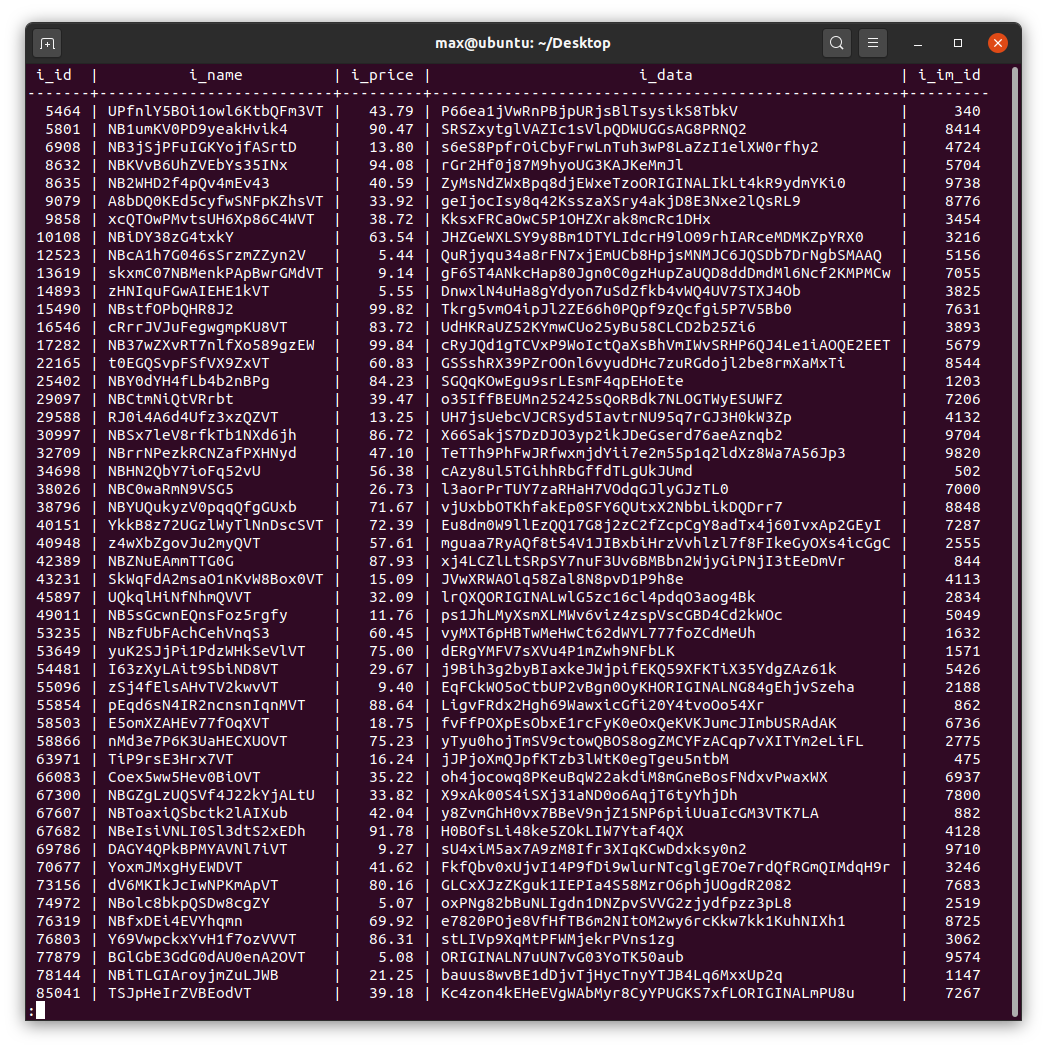 max@ubuntu: ~/Desktop
i_id | i_name | i_price | i_data | i_im_id
-------+--------------------------+---------+----------------------------------------------------+---------
5464 | UPfnlY5BOi1owl6KtbQFm3VT | 43.79 | P66ea1jVwRnPBjpURjsBlTsysikS8TbkV | 340
5801 | NB1umKV0PD9yeakHvik4 | 90.47 | SRSZxytglVAZIc1sVlpQDWUGGsAG8PRNQ2 | 8414
6908 | NB3jSjPFuIGKYojfASrtD | 13.80 | s6eS8PpfrOiCbyFrwLnTuh3wP8LaZzI1elXW0rfhy2 | 4724
8632 | NBKVvB6UhZVEbYs35INx | 94.08 | rGr2Hf0j87M9hyoUG3KAJKeMmJl | 5704
8635 | NB2WHD2f4pQv4mEv43 | 40.59 | ZyMsNdZWxBpq8djEWxeTzoORIGINALIkLt4kR9ydmYKi0 | 9738
9079 | A8bDQ0KEd5cyfwSNFpKZhsVT | 33.92 | geIjocIsy8q42KsszaXSry4akjD8E3Nxe2lQsRL9 | 8776
9858 | xcQTOwPMvtsUH6Xp86C4WVT | 38.72 | KksxFRCaOwC5P1OHZXrak8mcRc1DHx | 3454
10108 | NBiDY38zG4txkY | 63.54 | JHZGeWXLSY9y8Bm1DTYLIdcrH9lO09rhIARceMDMKZpYRX0 | 3216
12523 | NBcA1h7G046sSrzmZZyn2V | 5.44 | QuRjyqu34a8rFN7xjEmUCb8HpjsMNMJC6JQSDb7DrNgbSMAAQ | 5156
13619 | skxmC07NBMenkPApBwrGMdVT | 9.14 | gF6ST4ANkcHap80Jgn0C0gzHupZaUQD8ddDmdMl6Ncf2KMPMCw | 7055
14893 | zHNIquFGwAIEHE1kVT | 5.55 | DnwxlN4uHa8gYdyon7uSdZfkb4vWQ4UV7STXJ4Ob | 3825
15490 | NBstfOPbQHR8J2 | 99.82 | Tkrg5vmO4ipJl2ZE66h0PQpf9zQcfgi5P7V5Bb0 | 7631
16546 | cRrrJVJuFegwgmpKU8VT | 83.72 | UdHKRaUZ52KYmwCUo25yBu58CLCD2b25Zi6 | 3893
17282 | NB37wZXvRT7nlfXo589gzEW | 99.84 | cRyJQd1gTCVxP9WoIctQaXsBhVmIWvSRHP6QJ4Le1iAOQE2EET | 5679
22165 | t0EGQSvpFSfVX9ZxVT | 60.83 | GSSshRX39PZrOOnl6vyudDHc7zuRGdojl2be8rmXaMxTi | 8544
25402 | NBY0dYH4fLb4b2nBPg | 84.23 | SGQqKOwEgu9srLEsmF4qpEHoEte | 1203
29097 | NBCtmNiQtVRrbt | 39.47 | o35IffBEUMn252425sQoRBdk7NLOGTWyESUWFZ | 7206
29588 | RJ0i4A6d4Ufz3xzQZVT | 13.25 | UH7jsUebcVJCRSyd5IavtrNU95q7rGJ3H0kW3Zp | 4132
30997 | NBSx7leV8rfkTb1NXd6jh | 86.72 | X66SakjS7DzDJO3yp2ikJDeGserd76aeAznqb2 | 9704
32709 | NBrrNPezkRCNZafPXHNyd | 47.10 | TeTTh9PhFwJRfwxmjdYii7e2m55p1q2ldXz8Wa7A56Jp3 | 9820
34698 | NBHN2QbY7ioFq52vU | 56.38 | cAzy8ul5TGihhRbGffdTLgUkJUmd | 502
38026 | NBC0waRmN9VSG5 | 26.73 | l3aorPrTUY7zaRHaH7VOdqGJlyGJzTL0 | 7000
38796 | NBYUQukyzV0pqqQfgGUxb | 71.67 | vjUxbbOTKhfakEp0SFY6QUtxX2NbbLikDQDrr7 | 8848
40151 | YkkB8z72UGzlWyTlNnDscSVT | 72.39 | Eu8dm0W9llEzQQ17G8j2zC2fZcpCgY8adTx4j60IvxAp2GEyI | 7287
40948 | z4wXbZgovJu2myQVT | 57.61 | mguaa7RyAQf8t54V1JIBxbiHrzVvhlzl7f8FIkeGyOXs4icGgC | 2555
42389 | NBZNuEAmmTTG0G | 87.93 | xj4LCZlLtSRpSY7nuF3Uv6BMBbn2WjyGiPNjI3tEeDmVr | 844
43231 | SkWqFdA2msaO1nKvW8Box0VT | 15.09 | JVwXRWAOlq58Zal8N8pvD1P9h8e | 4113
45897 | UQkqlHiNfNhmQVVT | 32.09 | lrQXQORIGINALwlG5zc16cl4pdqO3aog4Bk | 2834
49011 | NB5sGcwnEQnsFoz5rgfy | 11.76 | ps1JhLMyXsmXLMWv6viz4zspVscGBD4Cd2kWOc | 5049
53235 | NBzfUbFAchCehVnqS3 | 60.45 | vyMXT6pHBTwMeHwCt62dWYL777foZCdMeUh | 1632
53649 | yuK2SJjPi1PdzWHkSeVlVT | 75.00 | dERgYMFV7sXVu4P1mZwh9NFbLK | 1571
54481 | I63zXyLAit9SbiND8VT | 29.67 | j9Bih3g2byBIaxkeJWjpifEKQ59XFKTiX35YdgZAz61k | 5426
55096 | zSj4fElsAHvTV2kwvVT | 9.40 | EqFCkWO5oCtbUP2vBgn0OyKHORIGINALNG84gEhjvSzeha | 2188
55854 | pEqd6sN4IR2ncnsnIqnMVT | 88.64 | LigvFRdx2Hgh69WawxicGfi20Y4tvoOo54Xr | 862
58503 | E5omXZAHEv77fOqXVT | 18.75 | fvFfPOXpEsObxE1rcFyK0eOxQeKVKJumcJImbUSRAdAK | 6736
58866 | nMd3e7P6K3UaHECXUOVT | 75.23 | yTyu0hojTmSV9ctowQBOS8ogZMCYFzACqp7vXITYm2eLiFL | 2775
63971 | TiP9rsE3Hrx7VT | 16.24 | jJPjoXmQJpfKTzb3lWtK0egTgeu5ntbM | 475
66083 | Coex5ww5Hev0BiOVT | 35.22 | oh4jocowq8PKeuBqW22akdiM8mGneBosFNdxvPwaxWX | 6937
67300 | NBGZgLzUQSVf4J22kYjALtU | 33.82 | X9xAk00S4iSXj31aND0o6AqjT6tyYhjDh | 7800
67607 | NBToaxiQSbctk2lAIXub | 42.04 | y8ZvmGhH0vx7BBeV9njZ15NP6piiUuaIcGM3VTK7LA | 882
67682 | NBeIsiVNLI0Sl3dtS2xEDh | 91.78 | H0BOfsLi48ke5ZOkLIW7Ytaf4QX | 4128
69786 | DAGY4QPkBPMYAVNl7iVT | 9.27 | sU4xiM5ax7A9zM8Ifr3XIqKCwDdxksy0n2 | 9710
70677 | YoxmJMxgHyEWDVT | 41.62 | FkfQbv0xUjvI14P9fDi9wlurNTcglgE7Oe7rdQfRGmQIMdqH9r | 3246
73156 | dV6MKIkJcIwNPKmApVT | 80.16 | GLCxXJzZKguk1IEPIa4S58MzrO6phjUOgdR2082 | 7683
74972 | NBolc8bkpQSDw8cgZY | 5.07 | oxPNg82bBuNLIgdn1DNZpvSVVG2zjydfpzz3pL8 | 2519
76319 | NBfxDEi4EVYhqmn | 69.92 | e7820POje8VfHfTB6m2NItOM2wy6rcKkw7kk1KuhNIXh1 | 8725
76803 | Y69VwpckxYvH1f7ozVVVT | 86.31 | stLIVp9XqMtPFWMjekrPVns1zg | 3062
77879 | BGlGbE3GdG0dAU0enA2OVT | 5.08 | ORIGINALN7uUN7vG03YoTK50aub | 9574
78144 | NBiTLGIAroyjmZuLJWB | 21.25 | bauus8wvBE1dDjvTjHycTnyYTJB4Lq6MxxUp2q | 1147
85041 | TSJpHeIrZVBEodVT | 39.18 | Kc4zon4kEHeEVgWAbMyr8CyYPUGKS7xfLORIGINALmPU8u | 7267
: